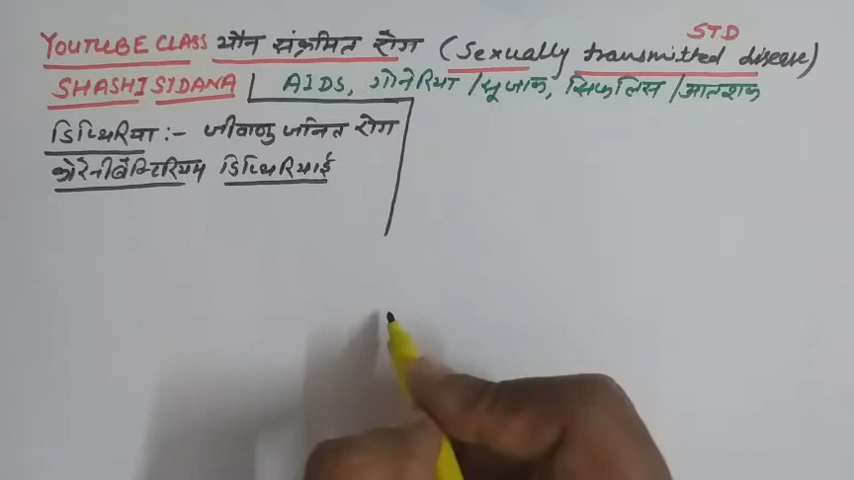 STD
YOUTUBE CLASS यौन संक्रमित रोग (Sexually transmitted disease)
SHASHI SIDANA AIDS, गोनेरिया / सूजाक, सिफलिस / आतशक
डिप्थिरिया :- जीवाणु जनित रोग
कोरेनीबैक्टिरियम डिप्थिरियाई